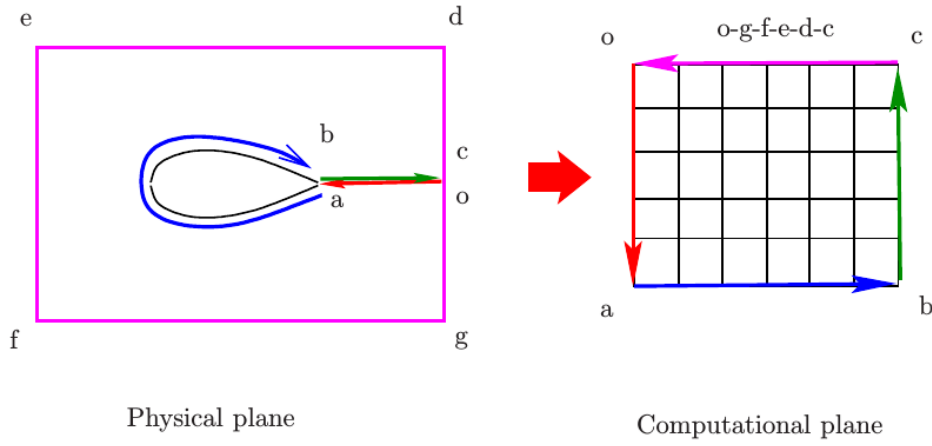 e
d
b
c
a
o
f
g
Physical plane
o
o-g-f-e-d-c
c
a
b
Computational plane